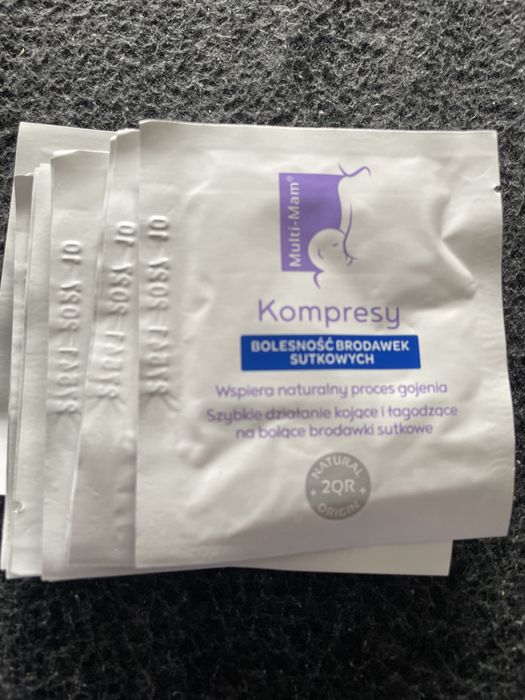 Multi-Mam®
Kompresy
BOLESNOŚĆ BRODAWEK
SUTKOWYCH
Wspiera naturalny proces gojenia
Szybkie działanie kojące i łagodzące
na bolące brodawki sutkowe
NATURAL
2QR
ORIGIN